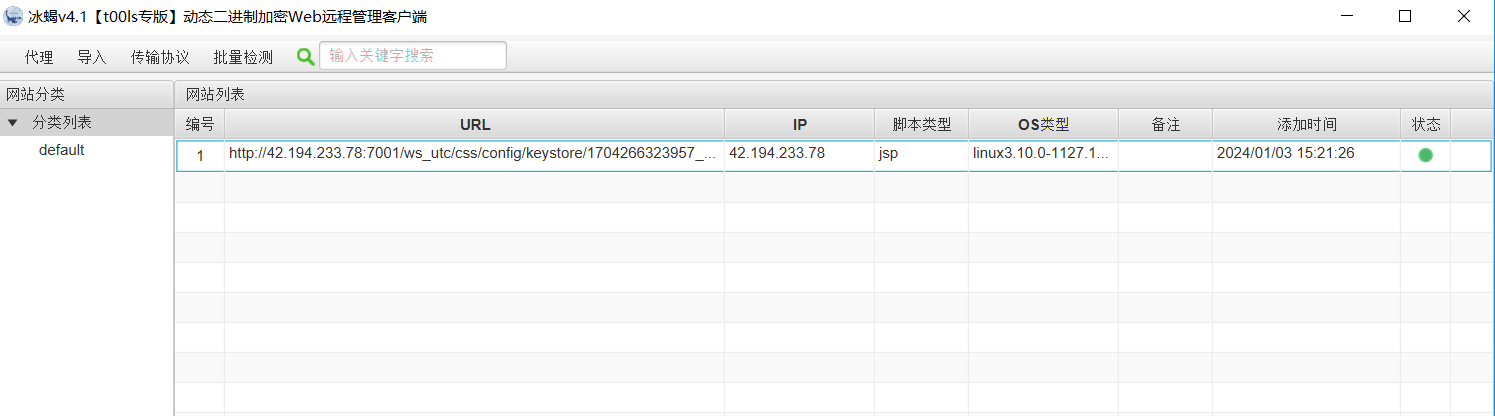 冰蝎v4.1【t00ls专版】动态二进制加密Web远程管理客户端
代理 导入 传输协议 批量检测 输入关键字搜索
网站分类 网站列表
分类列表 编号 URL IP 脚本类型 OS类型 备注 添加时间 状态
default 1 http://42.194.233.78:7001/ws_utc/css/config/keystore/1704266323957_... 42.194.233.78 jsp linux3.10.0-1127.1... 2024/01/03 15:21:26